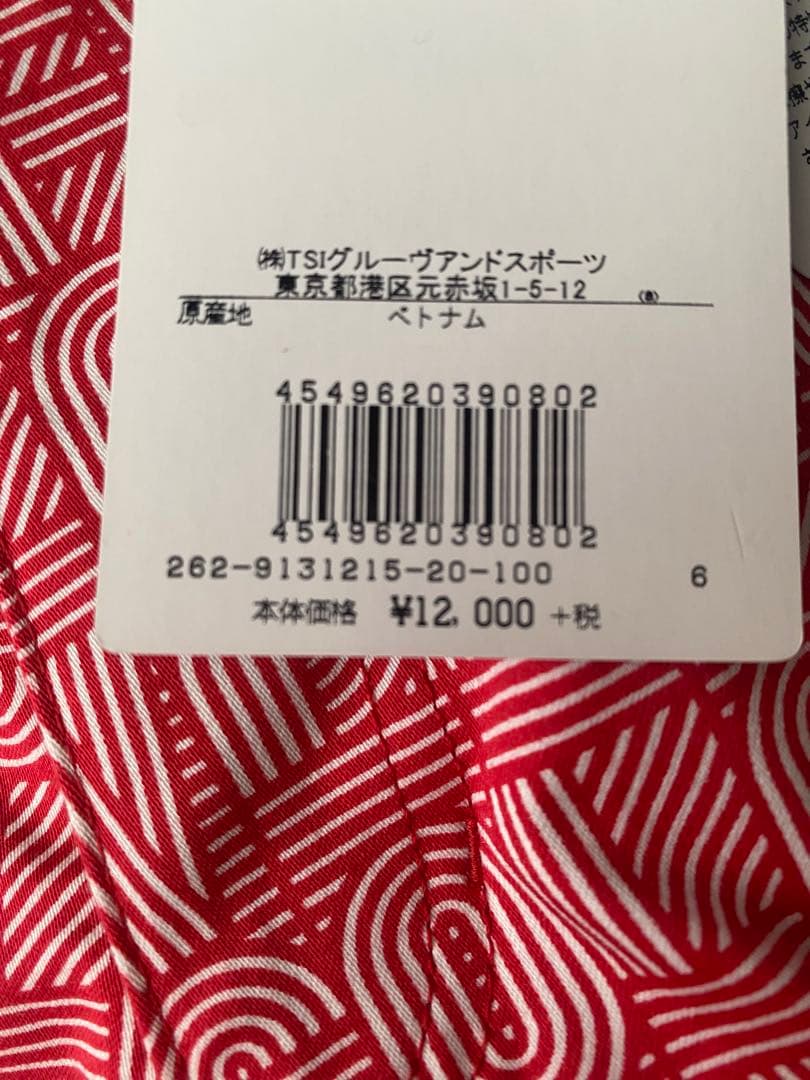 ㈱TSIグルーヴアンドスポーツ
東京都港区元赤坂1-5-12
原産地 ベトナム
4549620390802
4549620390802
262-9131215-20-100 6
本体価格 ¥12,000 +税